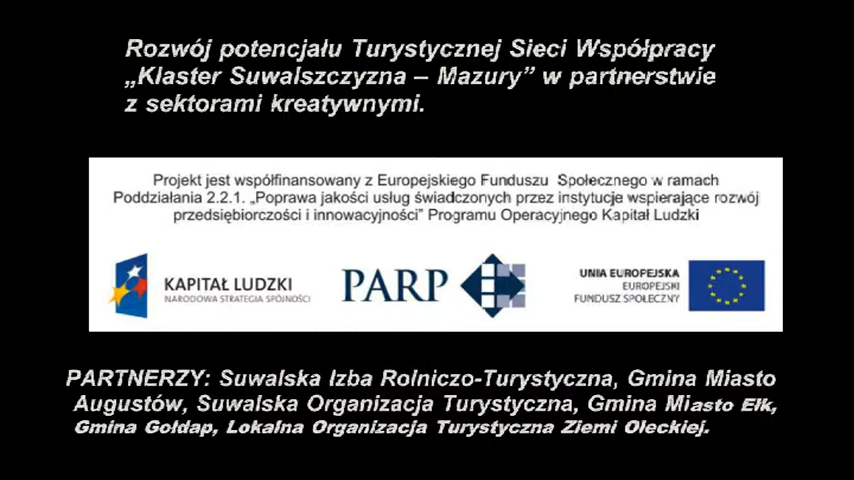 Rozwój potencjału Turystycznej Sieci Współpracy
„Klaster Suwalszczyzna – Mazury” w partnerstwie
z sektorami kreatywnymi.
Projekt jest współfinansowany z Europejskiego Funduszu Społecznego w ramach
Poddziałania 2.2.1. „Poprawa jakości usług świadczonych przez instytucje wspierające rozwój
przedsiębiorczości i innowacyjności” Programu Operacyjnego Kapitał Ludzki
KAPITAŁ LUDZKI
NARODOWA STRATEGIA SPÓJNOŚCI
PARP
UNIA EUROPEJSKA
EUROPEJSKI
FUNDUSZ SPOŁECZNY
PARTNERZY: Suwalska Izba Rolniczo-Turystyczna, Gmina Miasto
Augustów, Suwalska Organizacja Turystyczna, Gmina Miasto Ełk,
Gmina Gołdap, Lokalna Organizacja Turystyczna Ziemi Oleckiej.